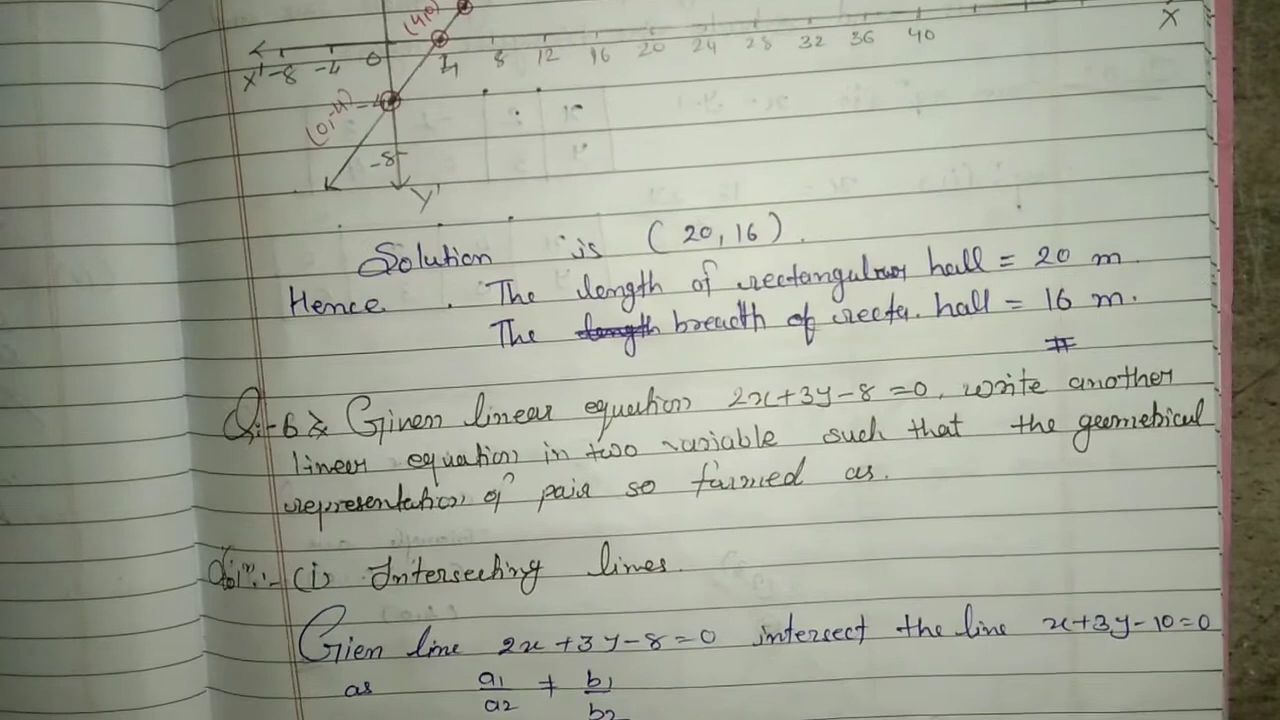 (4,0)
X' -8 -4 0 4 8 12 16 20 24 28 32 36 40 X
(0,-4) -4
-8
Y'
Solution is (20,16).
Hence. The length of rectangular hall = 20 m.
The length breadth of recta. hall = 16 m.
#
Q:-6 Given linear equation 2x+3y-8=0, write another
linear equation in two variable such that the geometrical
representation of pair so formed as.
Sol^n:- (i) Intersecting lines.
Gien line 2x+3y-8=0 intersect the line x+3y-10=0
as a1/a2 ≠ b1/b2